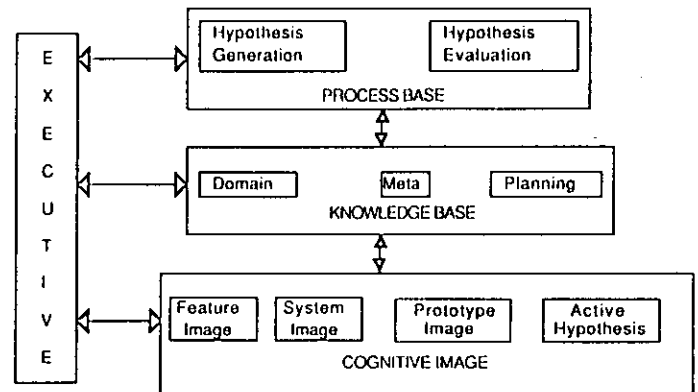 E
X
E
C
U
T
I
V
E
Hypothesis Generation
Hypothesis Evaluation
PROCESS BASE
Domain
Meta
Planning
KNOWLEDGE BASE
Feature Image
System Image
Prototype Image
Active Hypothesis
COGNITIVE IMAGE